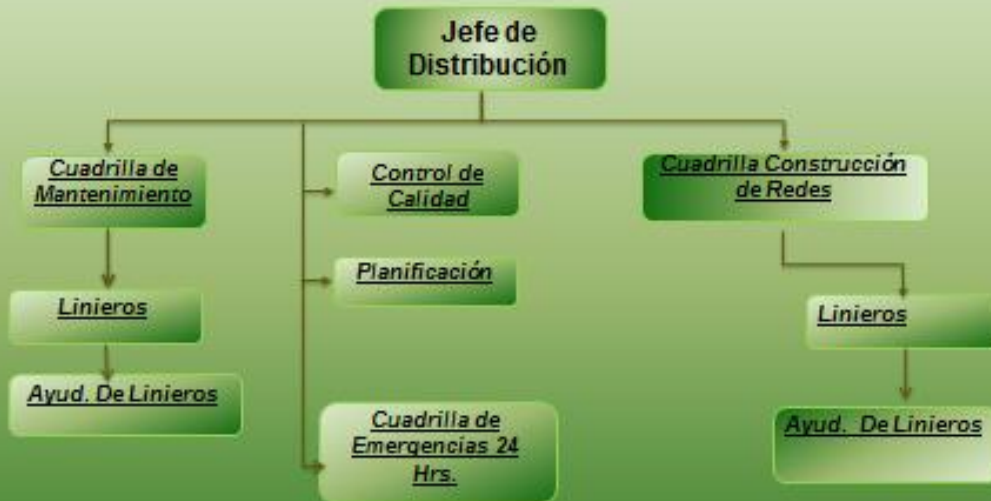 Jefe de
Distribución
Cuadrilla de
Mantenimiento
Control de
Calidad
Cuadrilla Construcción
de Redes
Planificación
Linieros
Linieros
Ayud. De Linieros
Cuadrilla de
Emergencias 24
Hrs.
Ayud. De Linieros